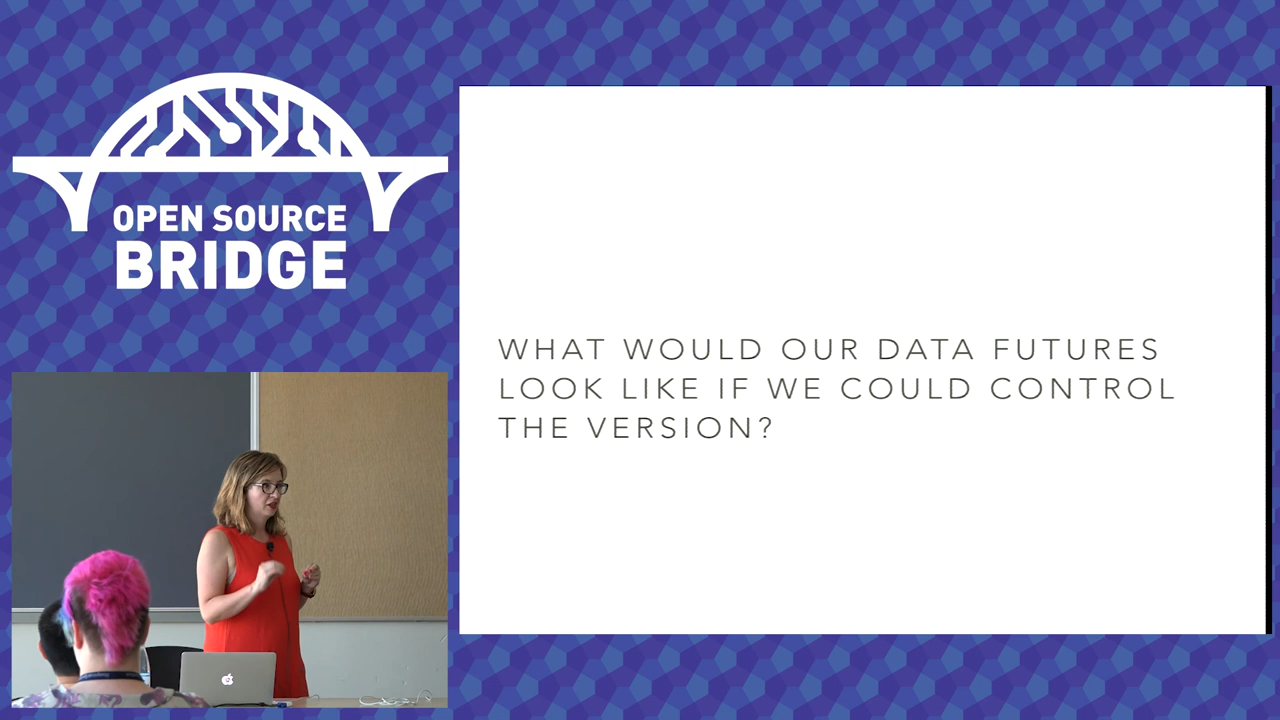 OPEN SOURCE
BRIDGE
WHAT WOULD OUR DATA FUTURES
LOOK LIKE IF WE COULD CONTROL
THE VERSION?